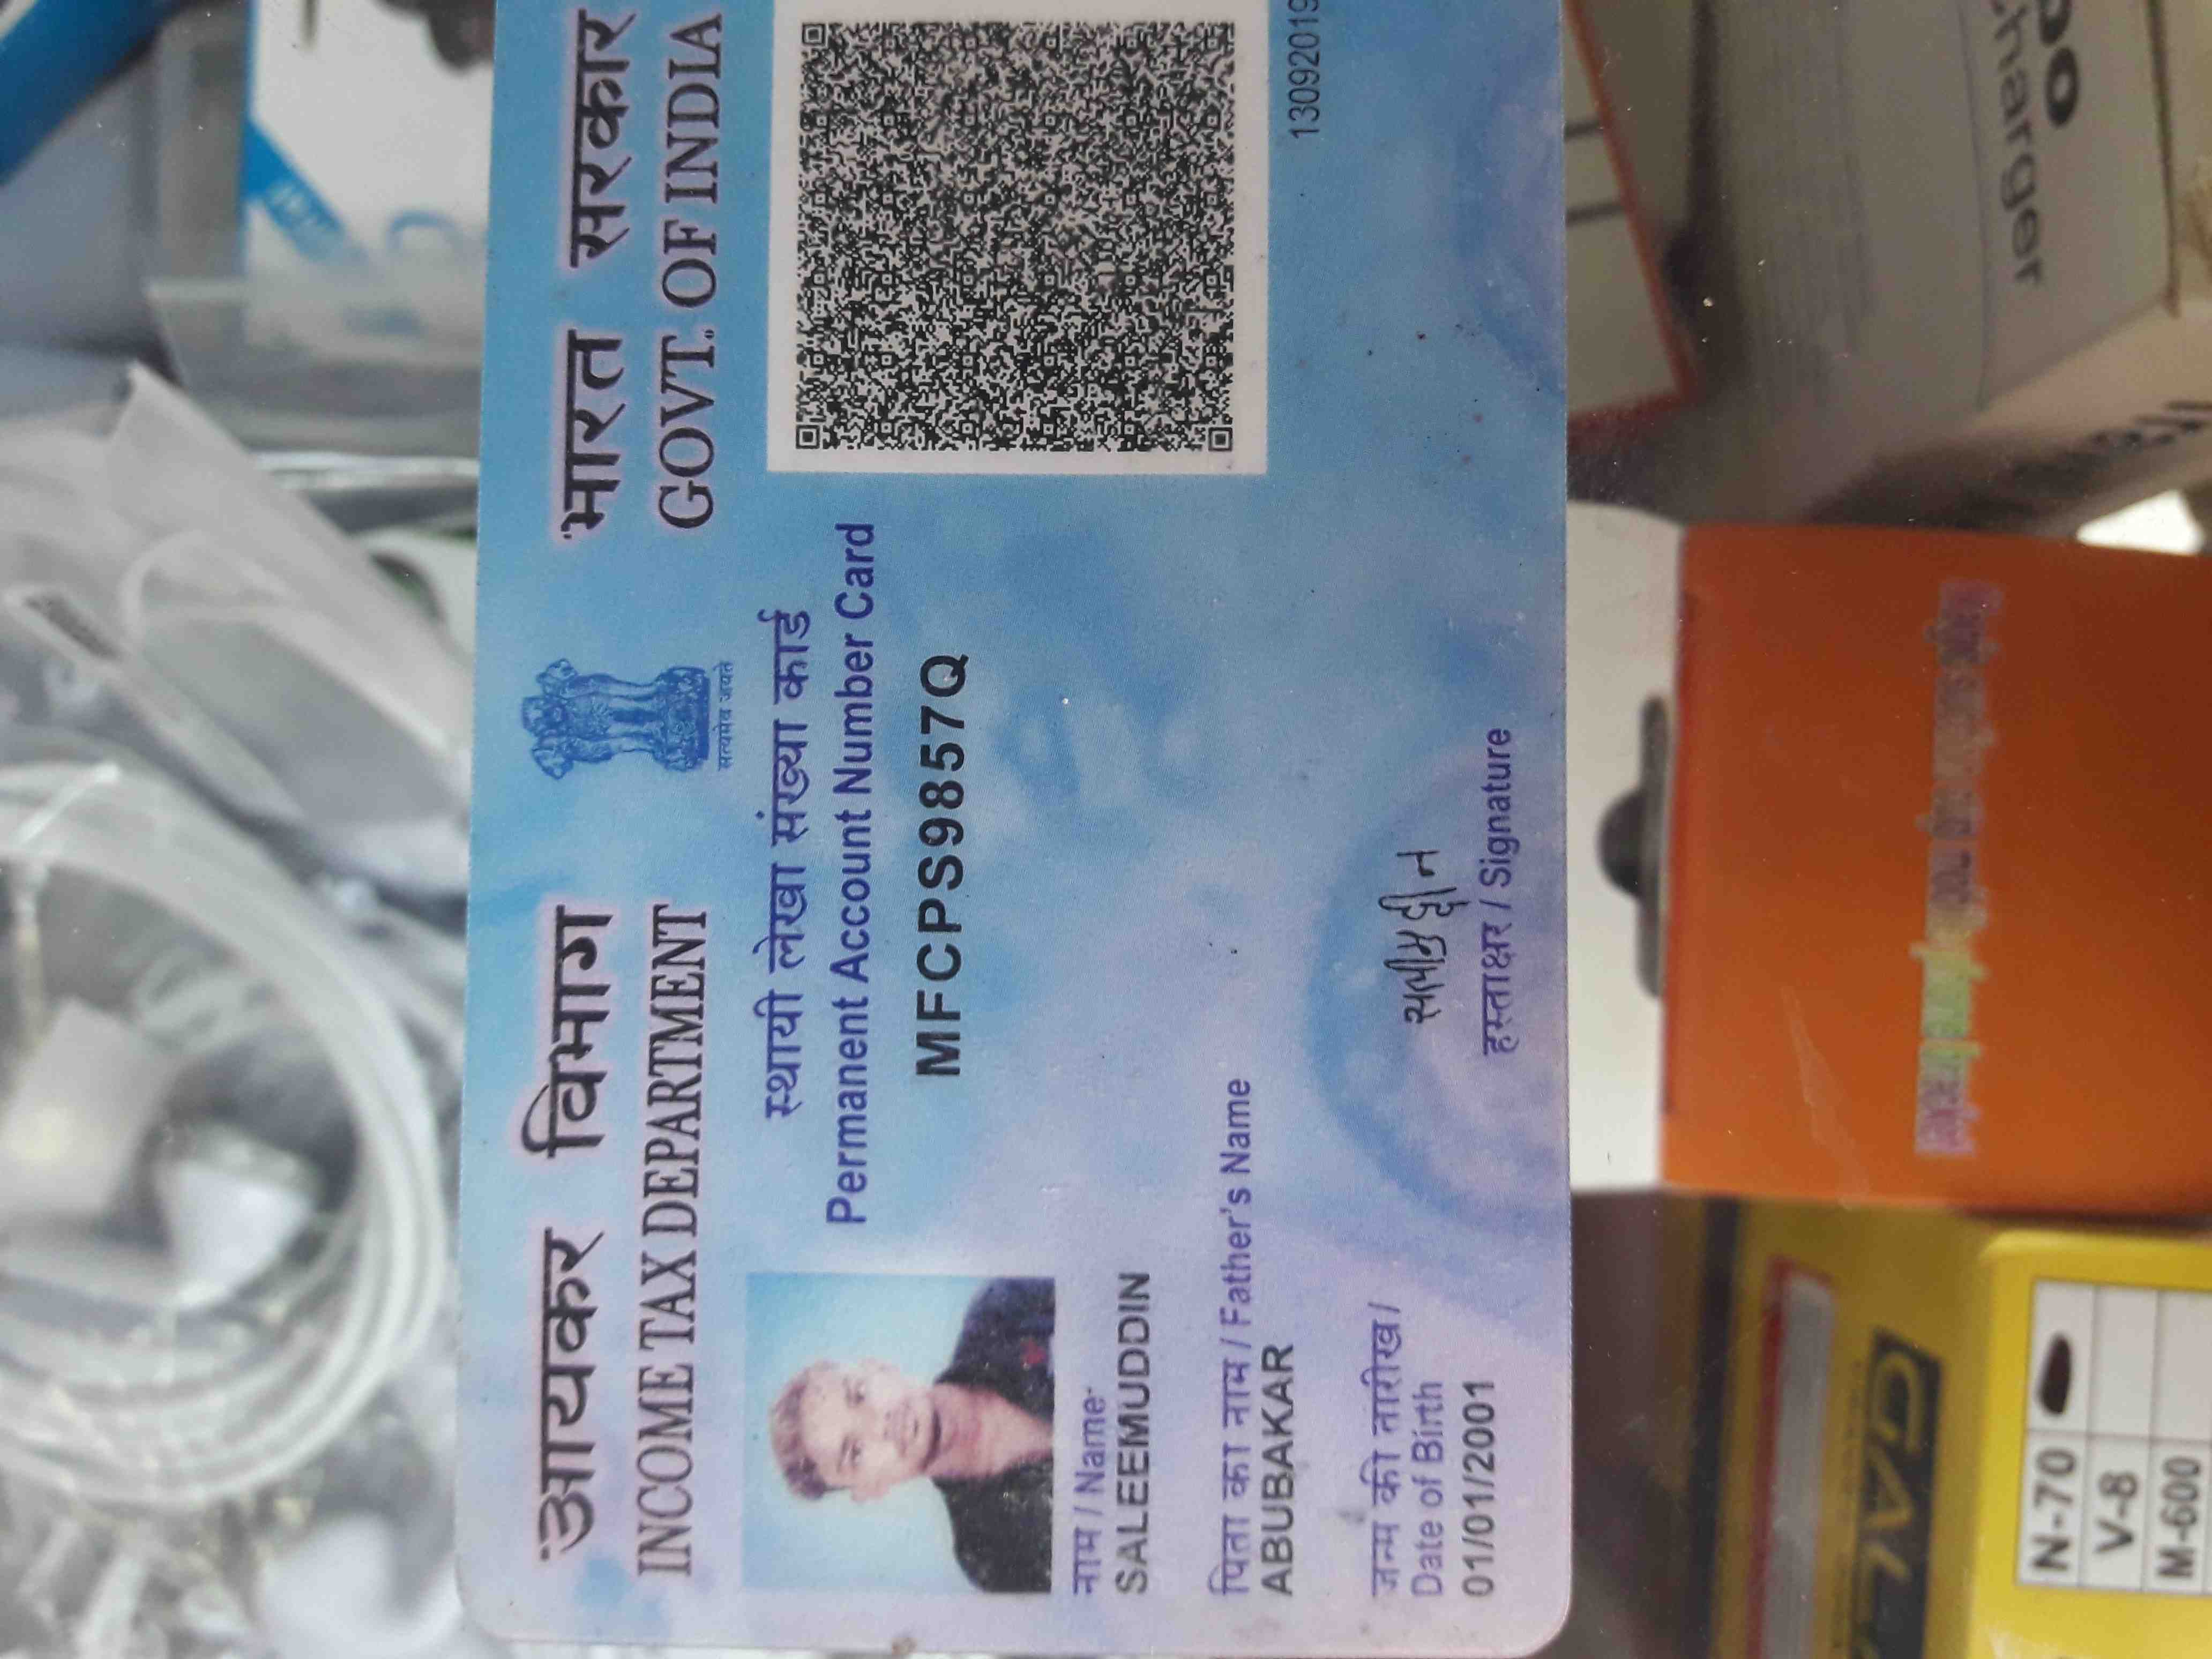 आयकर विभाग
INCOME TAX DEPARTMENT
सत्यमेव जयते
भारत सरकार
GOVT. OF INDIA
स्थायी लेखा संख्या कार्ड
Permanent Account Number Card
MFCPS9857Q
नाम / Name
SALEEMUDDIN
पिता का नाम / Father's Name
ABUBAKAR
जन्म की तारीख /
Date of Birth
01/01/2001
सलीमुद्दीन
हस्ताक्षर / Signature
13092019
charger
N-70
V-8
M-600